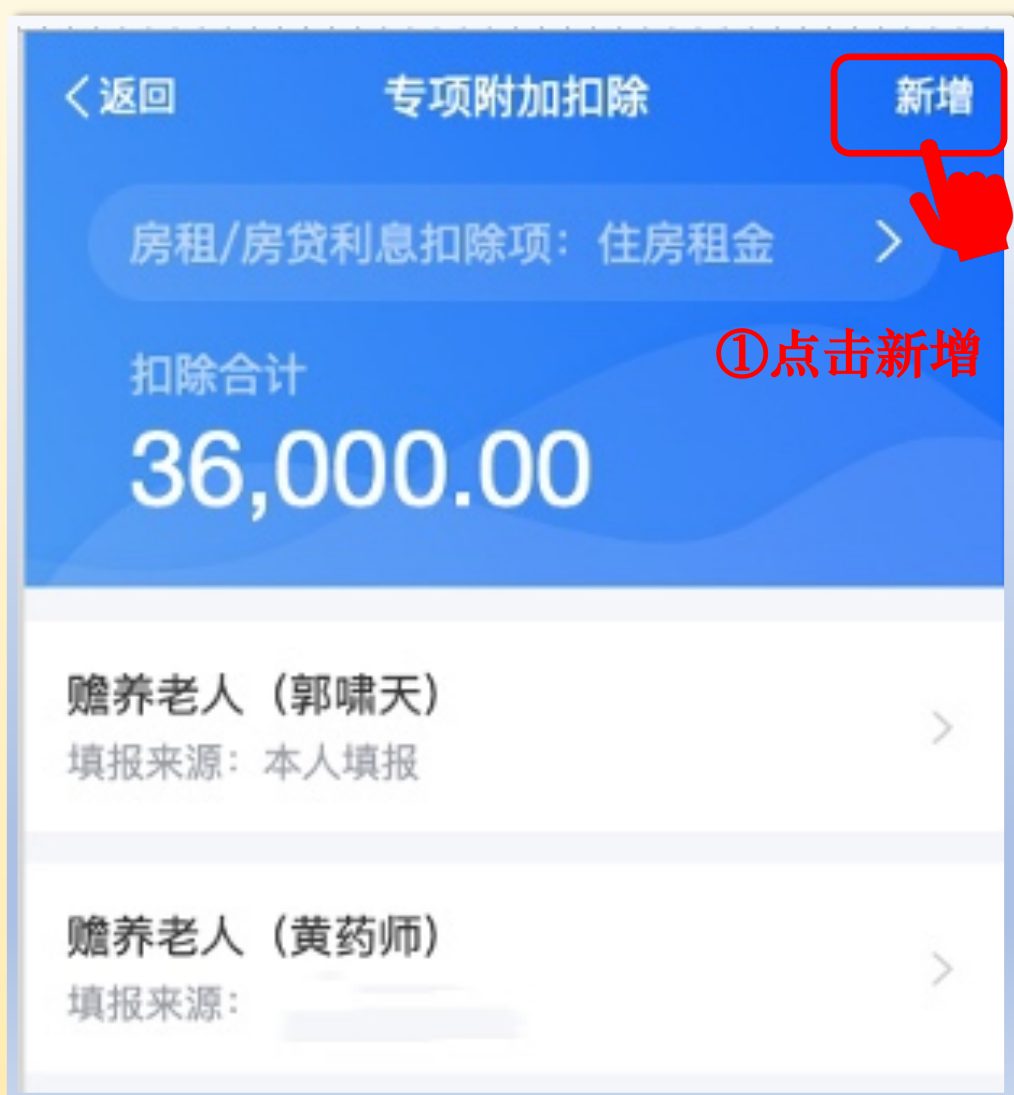 返回 专项附加扣除 新增
房租/房贷利息扣除项：住房租金
①点击新增
扣除合计
36,000.00
赡养老人（郭啸天）
填报来源：本人填报
赡养老人（黄药师）
填报来源：